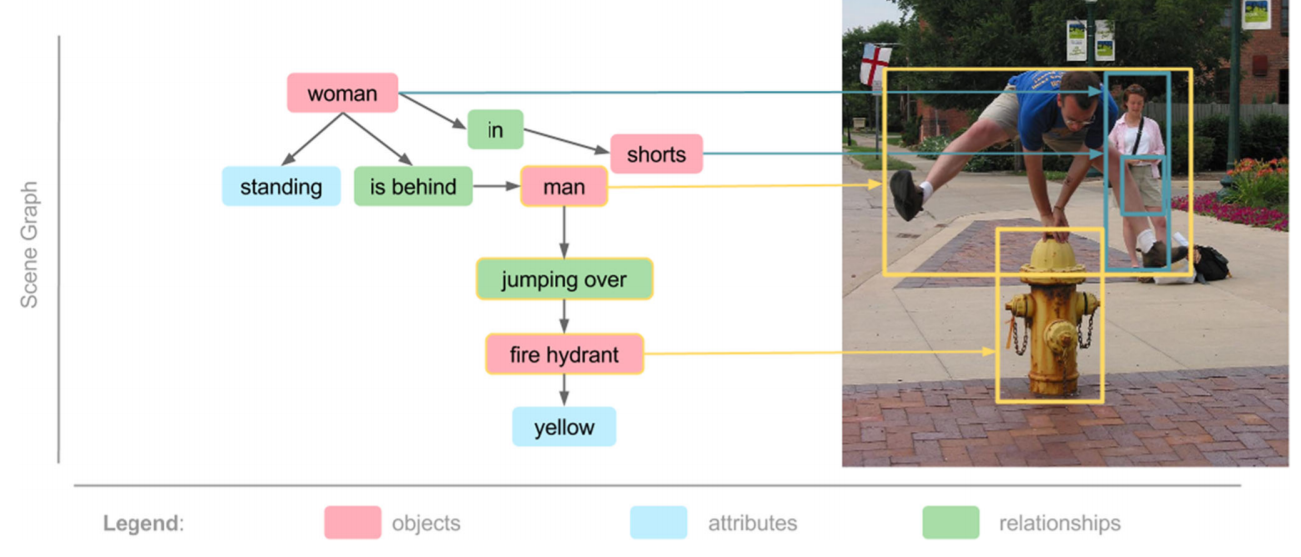 Scene Graph
woman
in
shorts
standing
is behind
man
jumping over
fire hydrant
yellow
Legend:
objects
attributes
relationships